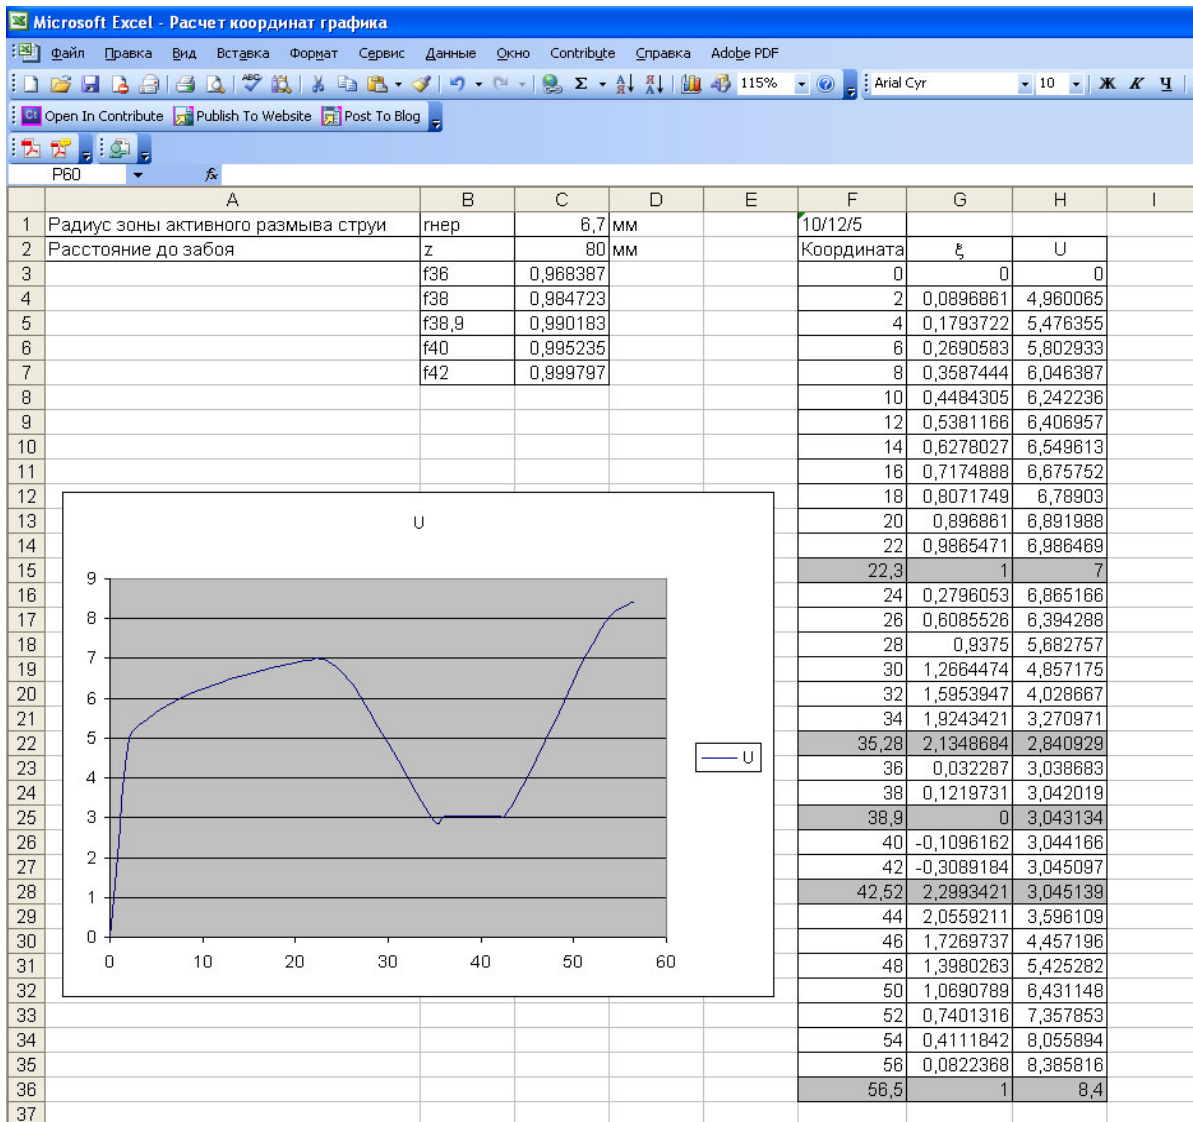 Microsoft Excel - Расчет координат графика
Файл Правка Вид Вставка Формат Сервис Данные Окно Contribute Справка Adobe PDF
115% Arial Cyr 10 Ж К Ч
Open In Contribute Publish To Website Post To Blog
P60 fx
A B C D E F G H I
1 Радиус зоны активного размыва струи rнер 6,7 мм 10/12/5
2 Расстояние до забоя z 80 мм Координата ξ U
3 f36 0,968387 0 0 0
4 f38 0,984723 2 0,0896861 4,960065
5 f38,9 0,990183 4 0,1793722 5,476355
6 f40 0,995235 6 0,2690583 5,802933
7 f42 0,999797 8 0,3587444 6,046387
8 10 0,4484305 6,242236
9 12 0,5381166 6,406957
10 14 0,6278027 6,549613
11 16 0,7174888 6,675752
12 18 0,8071749 6,78903
13 20 0,896861 6,891988
14 22 0,9865471 6,986469
15 22,3 1 7
16 24 0,2796053 6,865166
17 26 0,6085526 6,394288
18 28 0,9375 5,682757
19 30 1,2664474 4,857175
20 32 1,5953947 4,028667
21 34 1,9243421 3,270971
22 35,28 2,1348684 2,840929
23 36 0,032287 3,038683
24 38 0,1219731 3,042019
25 38,9 0 3,043134
26 40 -0,1096162 3,044166
27 42 -0,3089184 3,045097
28 42,52 2,2993421 3,045139
29 44 2,0559211 3,596109
30 46 1,7269737 4,457196
31 48 1,3980263 5,425282
32 50 1,0690789 6,431148
33 52 0,7401316 7,357853
34 54 0,4111842 8,055894
35 56 0,0822368 8,385816
36 56,5 1 8,4
37
U
9
8
7
6
5
4
3
2
1
0
0 10 20 30 40 50 60
U